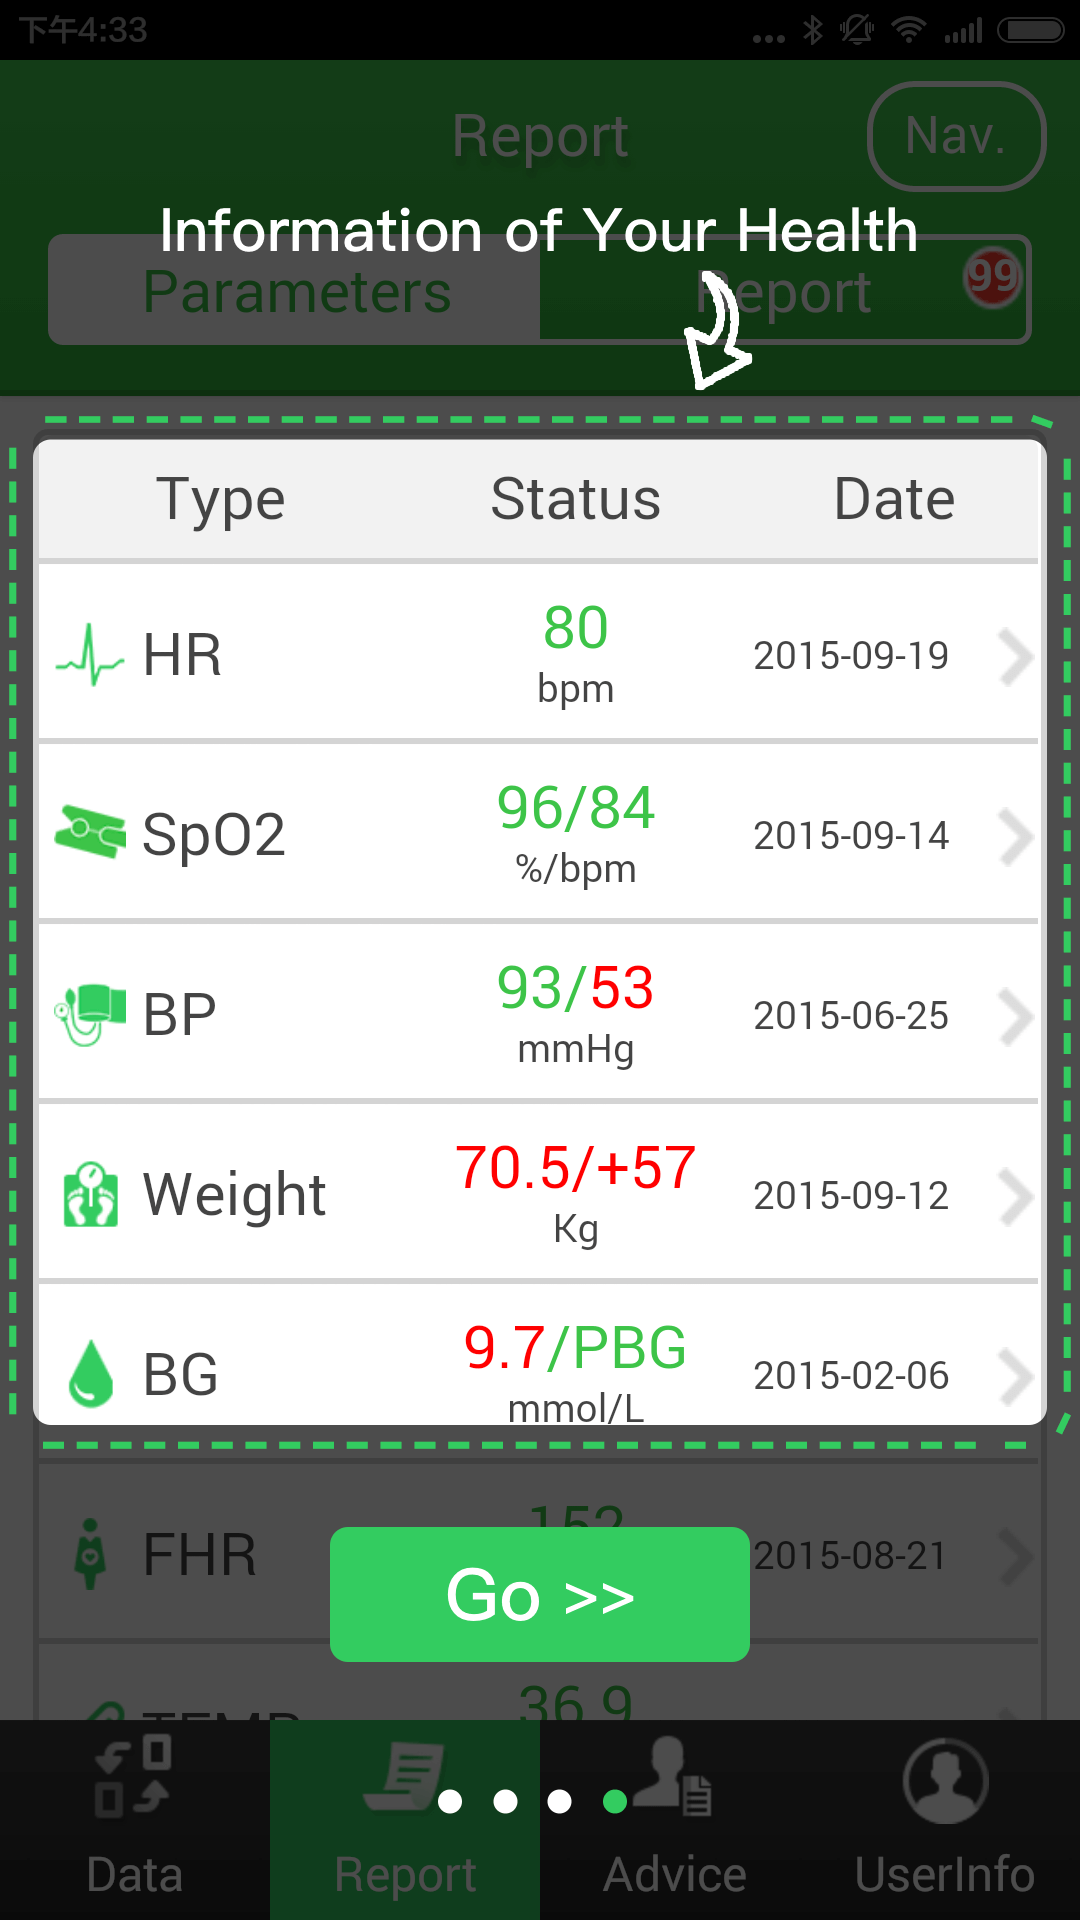 下午4:33
Report
Nav.
Information of Your Health
Parameters
Report
99
Type Status Date
HR 80 bpm 2015-09-19
SpO2 96/84 %/bpm 2015-09-14
BP 93/53 mmHg 2015-06-25
Weight 70.5/+57 Kg 2015-09-12
BG 9.7/PBG mmol/L 2015-02-06
FHR 152 2015-08-21
Go >>
TEMP 36.9
Data Report Advice UserInfo